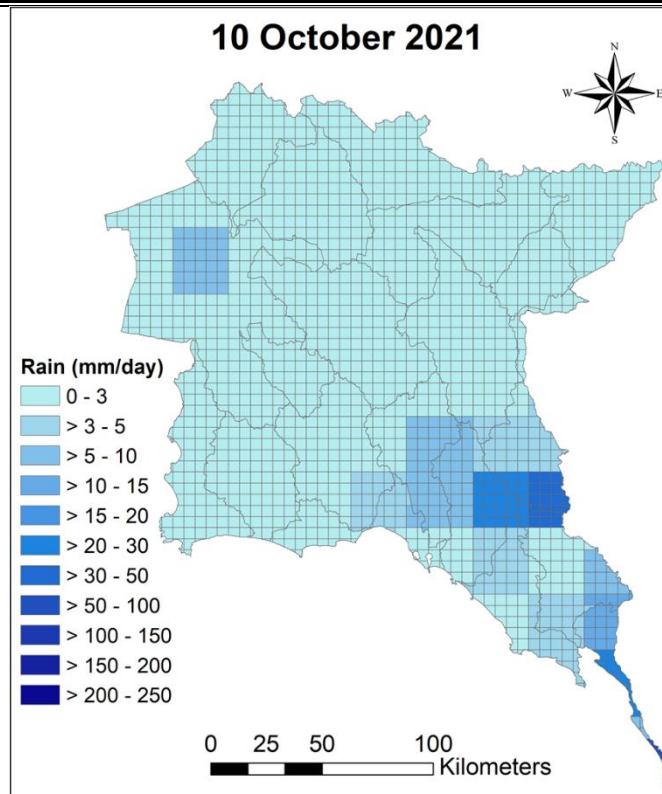 10 October 2021
N
W E
S
Rain (mm/day)
0 - 3
> 3 - 5
> 5 - 10
> 10 - 15
> 15 - 20
> 20 - 30
> 30 - 50
> 50 - 100
> 100 - 150
> 150 - 200
> 200 - 250
0 25 50 100
Kilometers